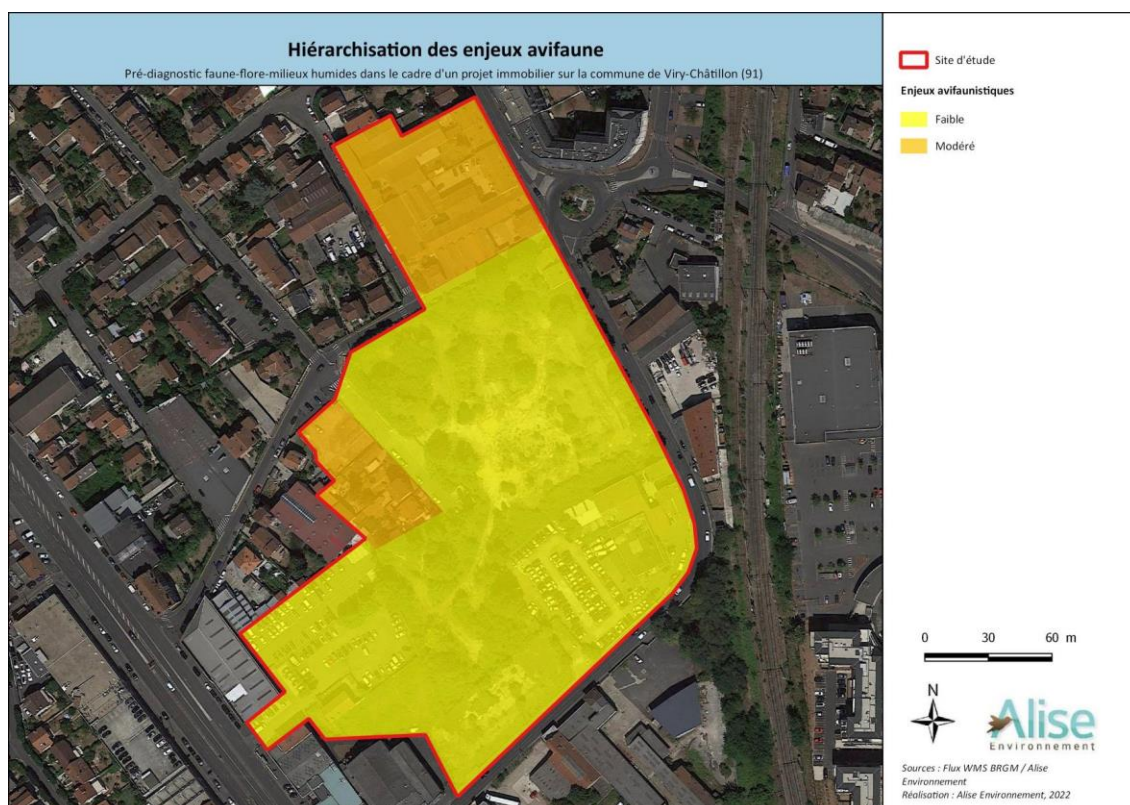 Hiérarchisation des enjeux avifaune
Pré-diagnostic faune-flore-milieux humides dans le cadre d'un projet immobilier sur la commune de Viry-Châtillon (91)
Site d'étude
Enjeux avifaunistiques
Faible
Modéré
0 30 60 m
N
Alise
Environnement
Sources : Flux WMS BRGM / Alise
Environnement
Réalisation : Alise Environnement, 2022